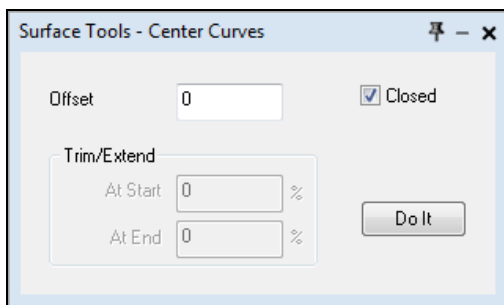 Surface Tools - Center Curves
Offset 0 Closed
Trim/Extend
At Start 0 %
At End 0 %
Do It